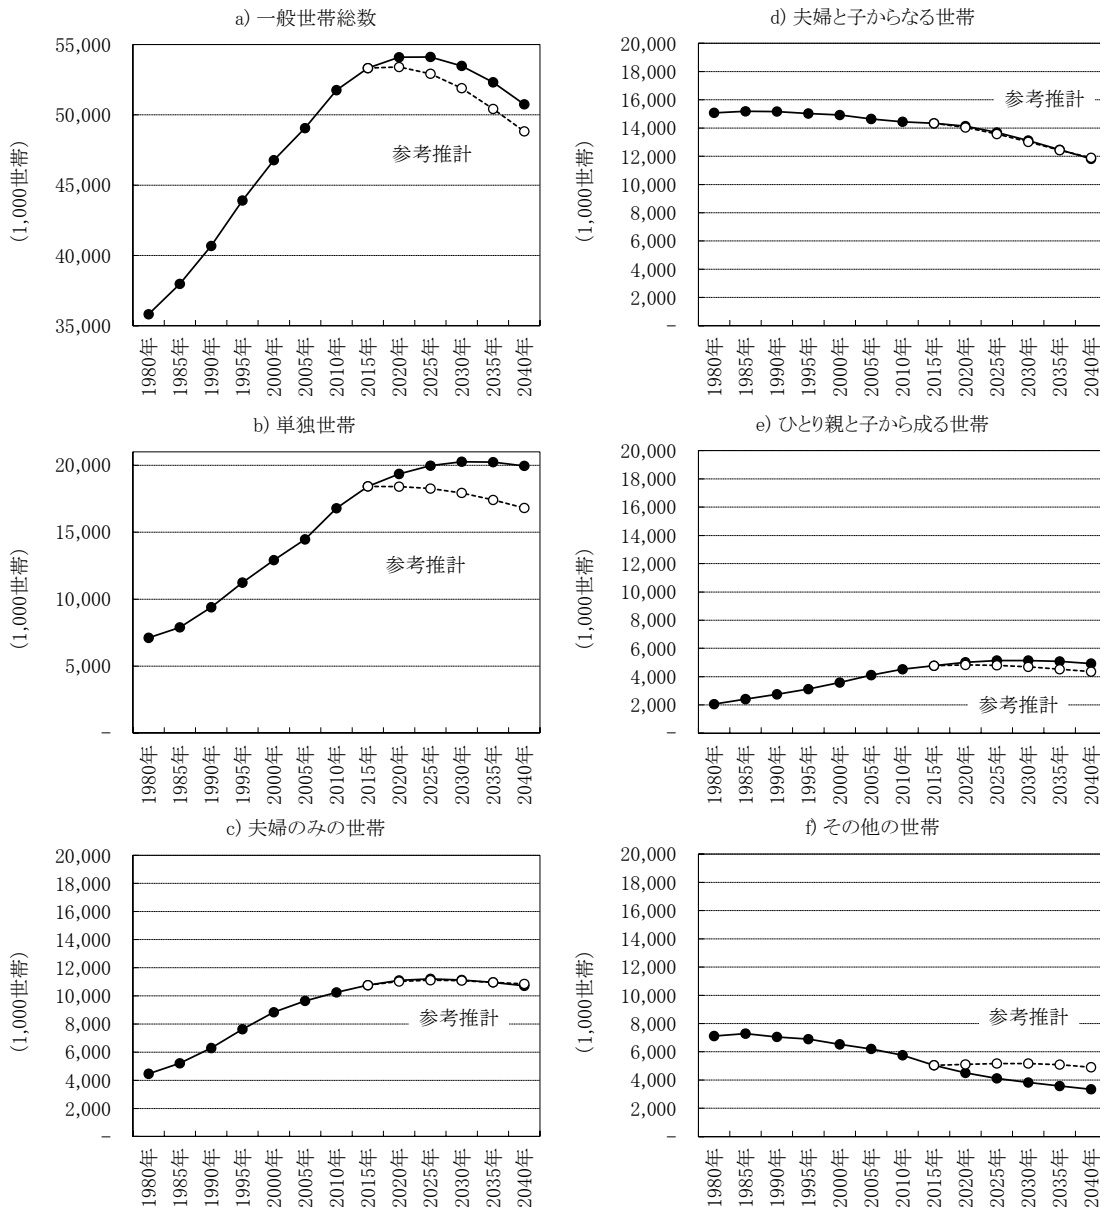 a) 一般世帯総数
(1,000世帯)
55,000
50,000
45,000
40,000
35,000
参考推計
1980年
1985年
1990年
1995年
2000年
2005年
2010年
2015年
2020年
2025年
2030年
2035年
2040年
b) 単独世帯
(1,000世帯)
20,000
15,000
10,000
5,000
–
参考推計
1980年
1985年
1990年
1995年
2000年
2005年
2010年
2015年
2020年
2025年
2030年
2035年
2040年
c) 夫婦のみの世帯
(1,000世帯)
20,000
18,000
16,000
14,000
12,000
10,000
8,000
6,000
4,000
2,000
–
参考推計
1980年
1985年
1990年
1995年
2000年
2005年
2010年
2015年
2020年
2025年
2030年
2035年
2040年
d) 夫婦と子からなる世帯
(1,000世帯)
20,000
18,000
16,000
14,000
12,000
10,000
8,000
6,000
4,000
2,000
–
参考推計
1980年
1985年
1990年
1995年
2000年
2005年
2010年
2015年
2020年
2025年
2030年
2035年
2040年
e) ひとり親と子から成る世帯
(1,000世帯)
20,000
18,000
16,000
14,000
12,000
10,000
8,000
6,000
4,000
2,000
–
参考推計
1980年
1985年
1990年
1995年
2000年
2005年
2010年
2015年
2020年
2025年
2030年
2035年
2040年
f) その他の世帯
(1,000世帯)
20,000
18,000
16,000
14,000
12,000
10,000
8,000
6,000
4,000
2,000
–
参考推計
1980年
1985年
1990年
1995年
2000年
2005年
2010年
2015年
2020年
2025年
2030年
2035年
2040年